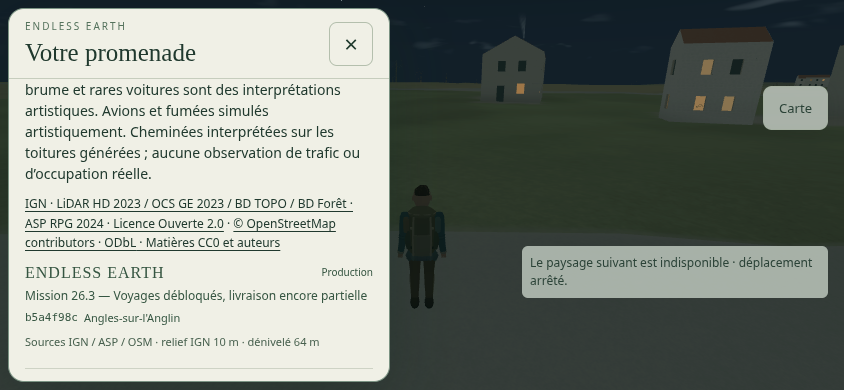 ENDLESS EARTH
Votre promenade
×
brume et rares voitures sont des interprétations
artistiques. Avions et fumées simulés
artistiquement. Cheminées interprétées sur les
toitures générées ; aucune observation de trafic ou
d’occupation réelle.
IGN · LiDAR HD 2023 / OCS GE 2023 / BD TOPO / BD Forêt ·
ASP RPG 2024 · Licence Ouverte 2.0 · © OpenStreetMap
contributors · ODbL · Matières CC0 et auteurs
ENDLESS EARTH
Production
Mission 26.3 — Voyages débloqués, livraison encore partielle
b5a4f98c Angles-sur-l'Anglin
Sources IGN / ASP / OSM · relief IGN 10 m · dénivelé 64 m
Carte
Le paysage suivant est indisponible · déplacement
arrêté.